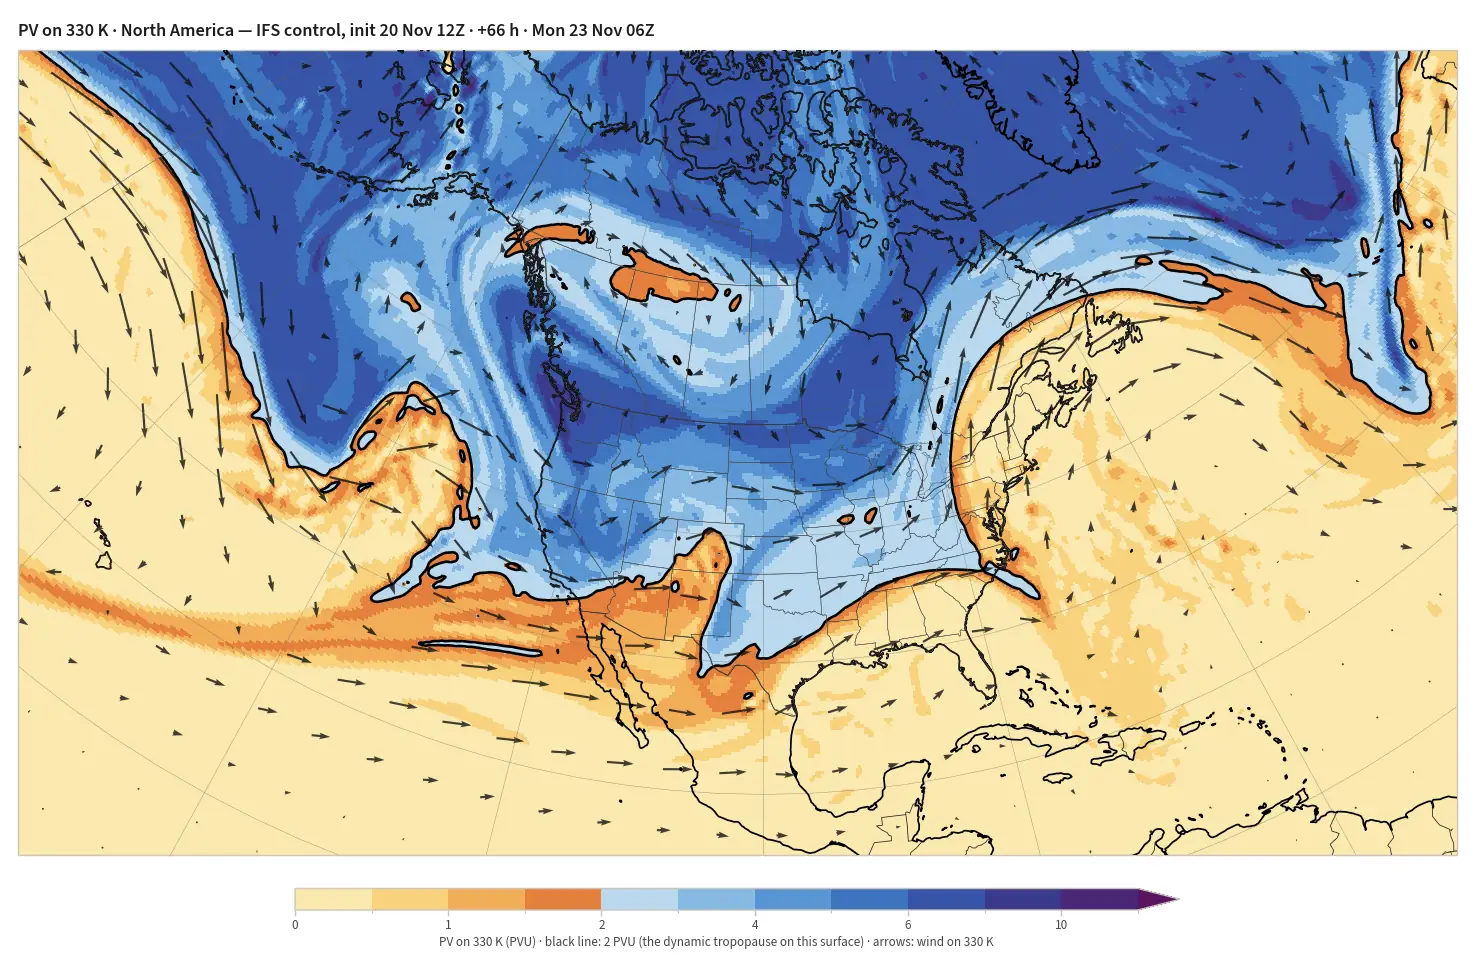 PV on 330 K · North America — IFS control, init 20 Nov 12Z · +66 h · Mon 23 Nov 06Z
0 1 2 4 6 10
PV on 330 K (PVU) · black line: 2 PVU (the dynamic tropopause on this surface) · arrows: wind on 330 K